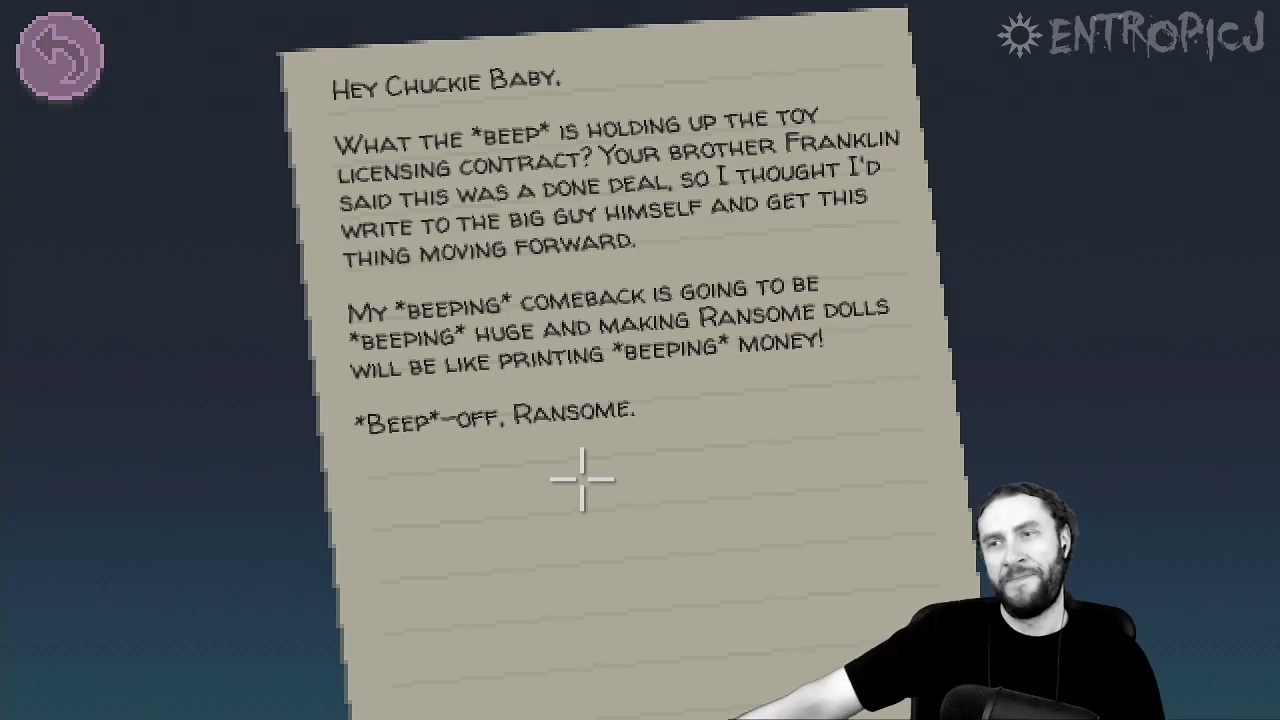 ENTROPICJ
HEY CHUCKIE BABY,
WHAT THE *BEEP* IS HOLDING UP THE TOY
LICENSING CONTRACT? YOUR BROTHER FRANKLIN
SAID THIS WAS A DONE DEAL, SO I THOUGHT I'D
WRITE TO THE BIG GUY HIMSELF AND GET THIS
THING MOVING FORWARD.
MY *BEEPING* COMEBACK IS GOING TO BE
*BEEPING* HUGE AND MAKING RANSOME DOLLS
WILL BE LIKE PRINTING *BEEPING* MONEY!
*BEEP*-OFF, RANSOME.